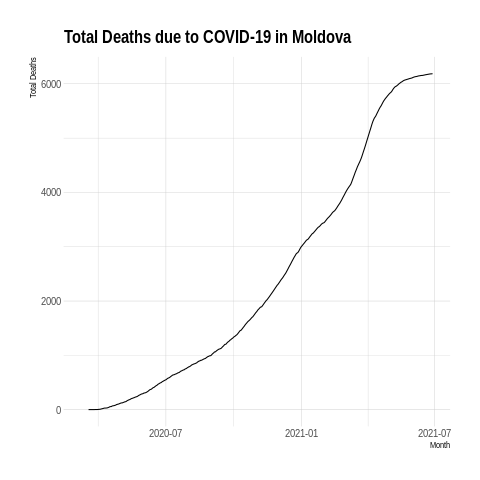 Total Deaths due to COVID-19 in Moldova
Total Deaths
6000
4000
2000
0
2020-07
2021-01
2021-07
Month